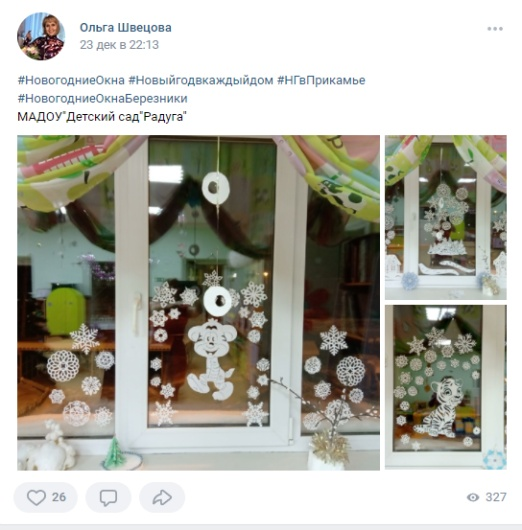 Ольга Швецова
23 дек в 22:13
#НовогодниеОкна #Новыйгодвкаждыйдом #НГвПрикамье
#НовогодниеОкнаБерезники
МАДОУ"Детский сад"Радуга"
26
327